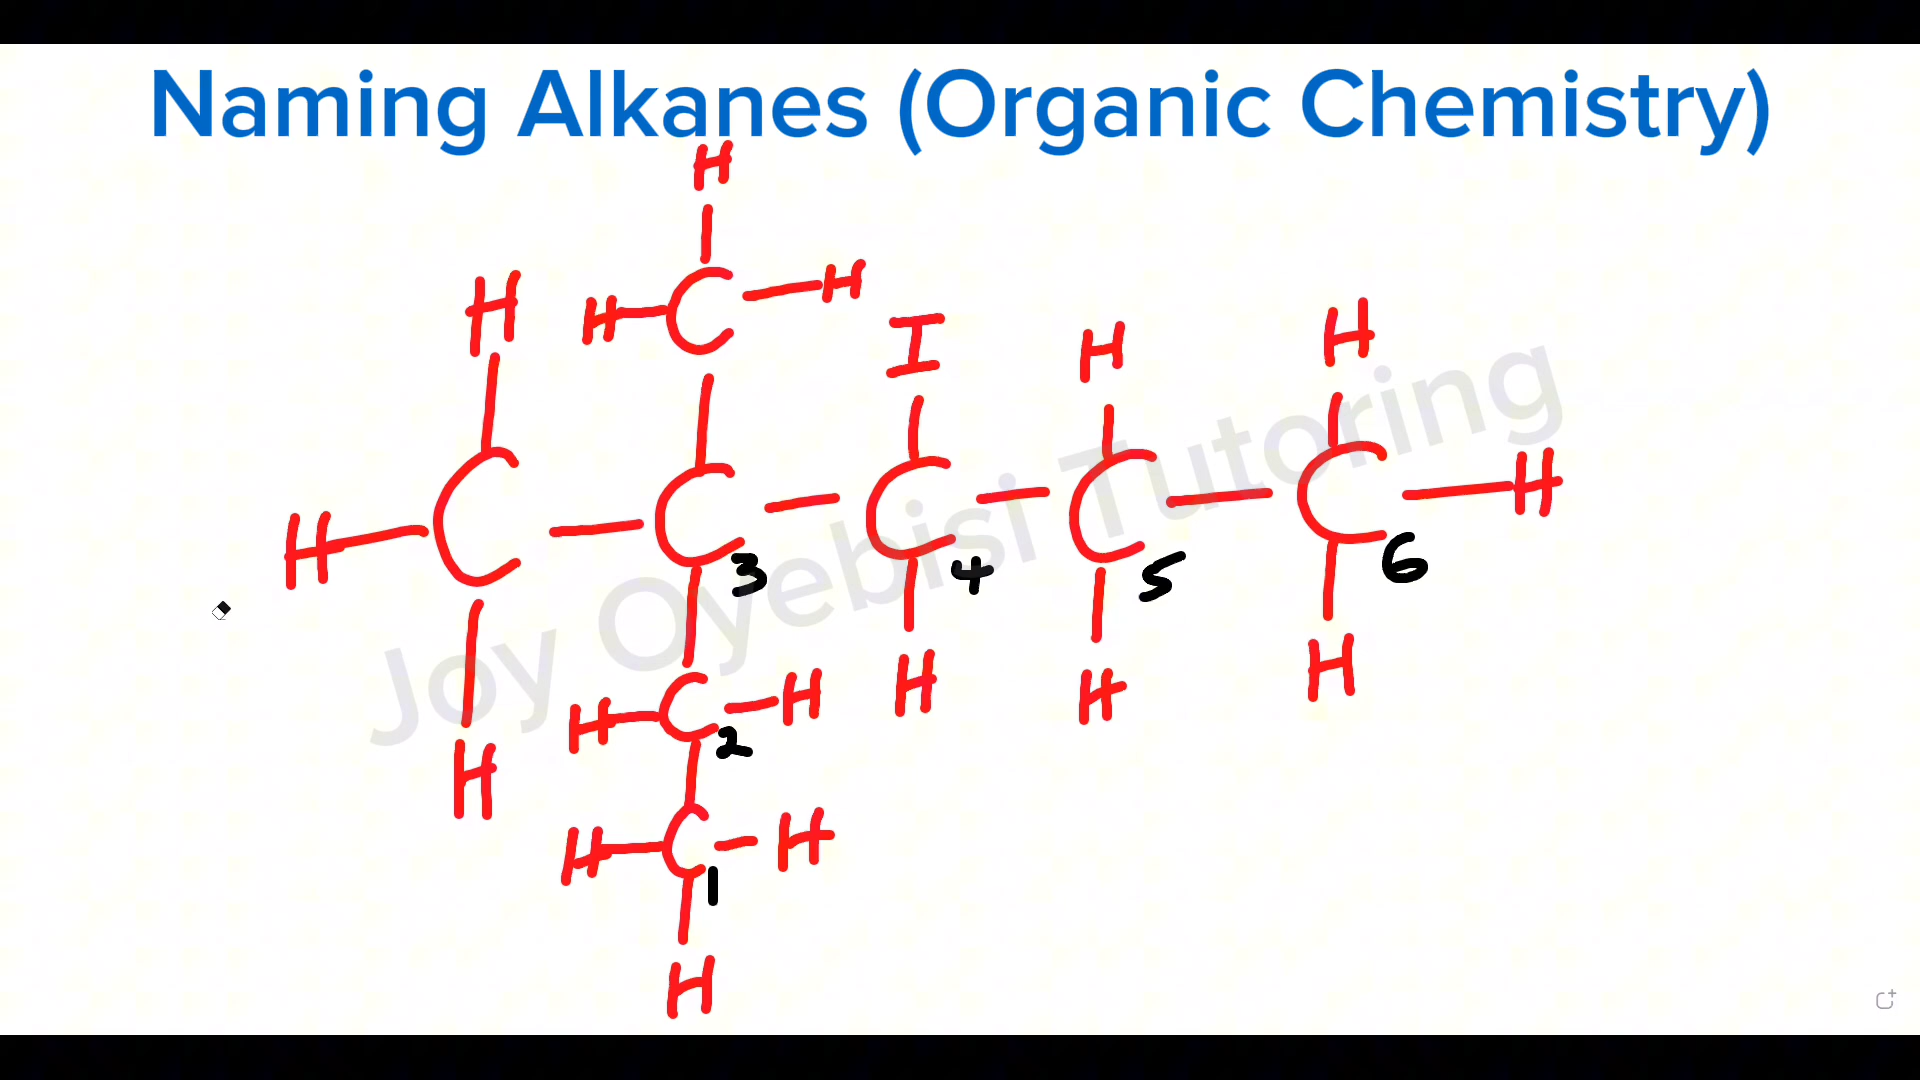 Naming Alkanes (Organic Chemistry)
H
H H C H I H H
H C C C C C H
3 4 5 6
H H H H
H C H
2
H C H
1
H
Joy Oyebisi Tutoring